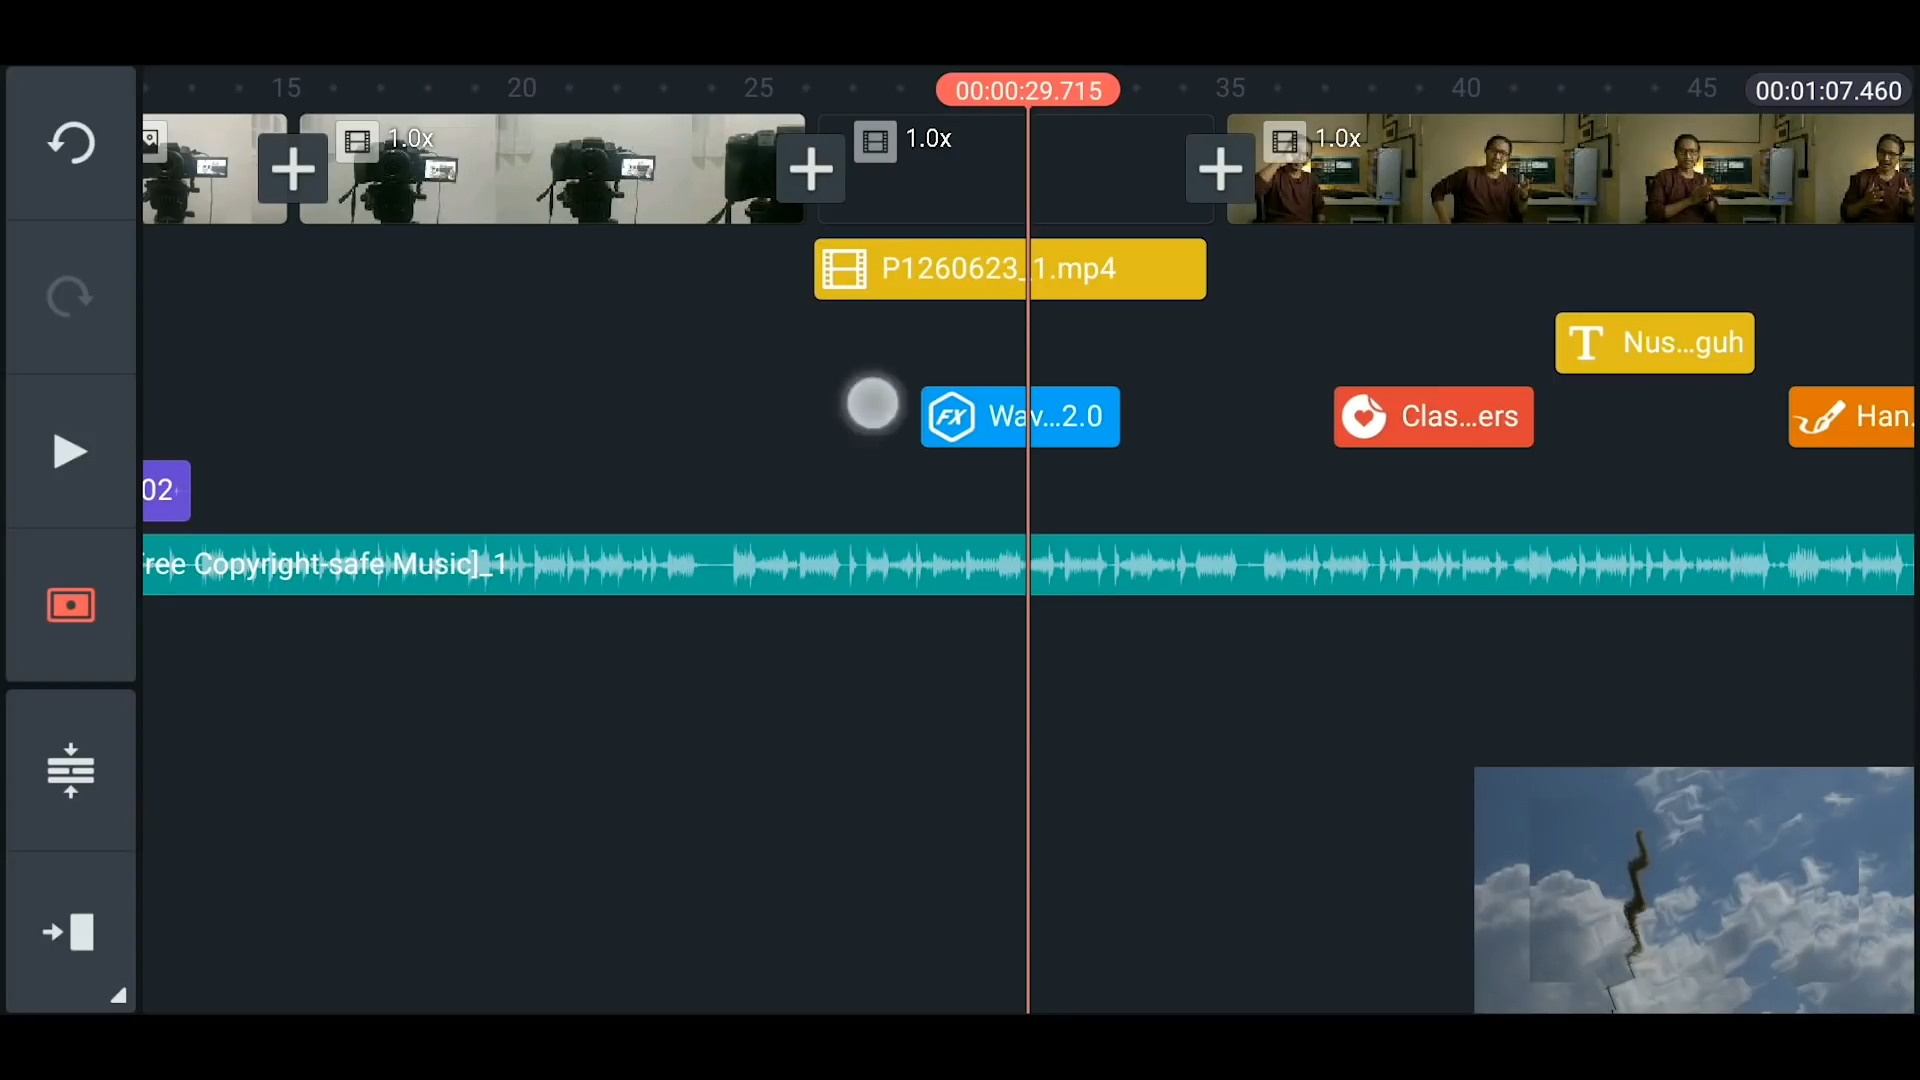 15 20 25 00:00:29.715 35 40 45 00:01:07.460
1.0x 1.0x 1.0x
P1260623_1.mp4
T Nus...guh
FX Wav...2.0 Clas...ers Han.
02
ree Copyright-safe Music]_1